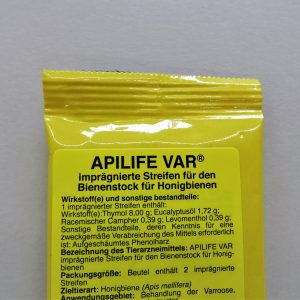 APILIFE VAR®
imprägnierte Streifen für den
Bienenstock für Honigbienen
Wirkstoff(e) und sonstige bestandteile:
1 imprägnierter Streifen enthält:
Wirkstoff(e):Thymol 8,00 g; Eucalyptusöl 1,72 g;
Racemischer Campher 0,39 g; Levomenthol 0,39 g;
Sonstige Bestandteile, deren Kenntnis für eine
zweckgemäße Verabreichung des Mittels erforderlich
ist: Aufgeschäumtes Phenolharz
Bezeichnung des Tierarzneimittels: APILIFE VAR
imprägnierte Streifen für den Bienenstock für Honig-
bienen
Packungsgröße: Beutel enthält 2 imprägnierte
Streifen
Zieltierart: Honigbiene (Apis mellifera)
Anwendungsgebiet: Behandlung der Varroose,